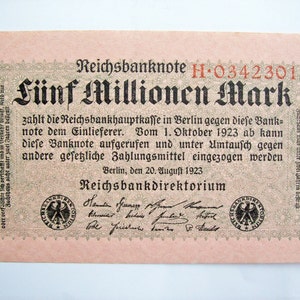 Reichsbanknote H·0342301
Fünf Millionen Mark
zahlt die Reichsbankhauptkasse in Berlin gegen diese Bank-
note dem Einlieferer. Vom 1. Oktober 1923 ab kann
diese Banknote aufgerufen und unter Umtausch gegen
andere gesetzliche Zahlungsmittel eingezogen werden
Berlin, den 20. August 1923
Reichsbankdirektorium